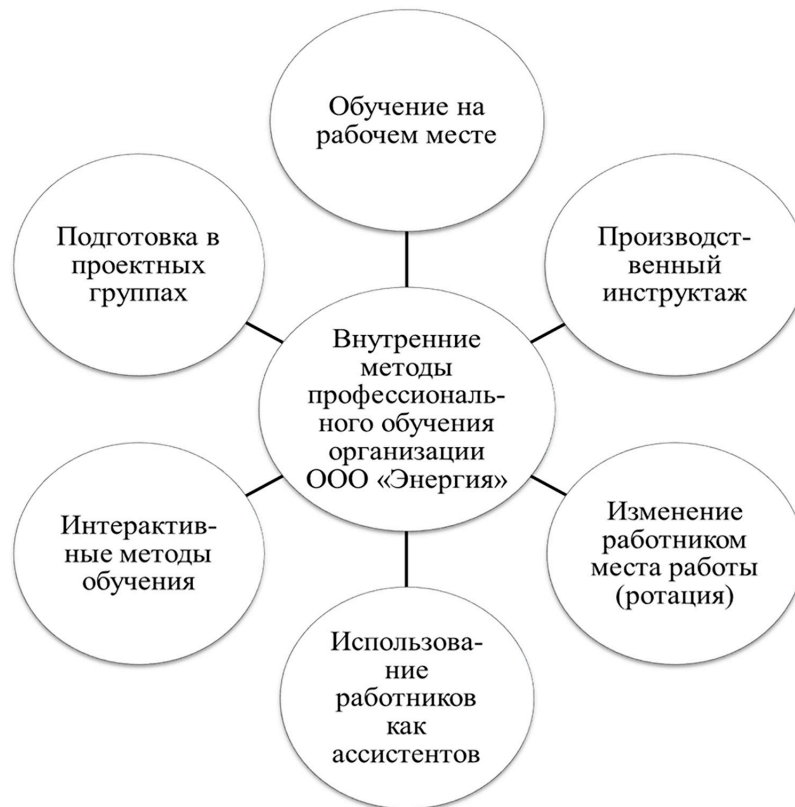 Обучение на
рабочем месте
Подготовка в
проектных
группах
Производст-
венный
инструктаж
Внутренние
методы
профессиональ-
ного обучения
организации
ООО «Энергия»
Интерактив-
ные методы
обучения
Изменение
работником
места работы
(ротация)
Использова-
ние
работников
как
ассистентов